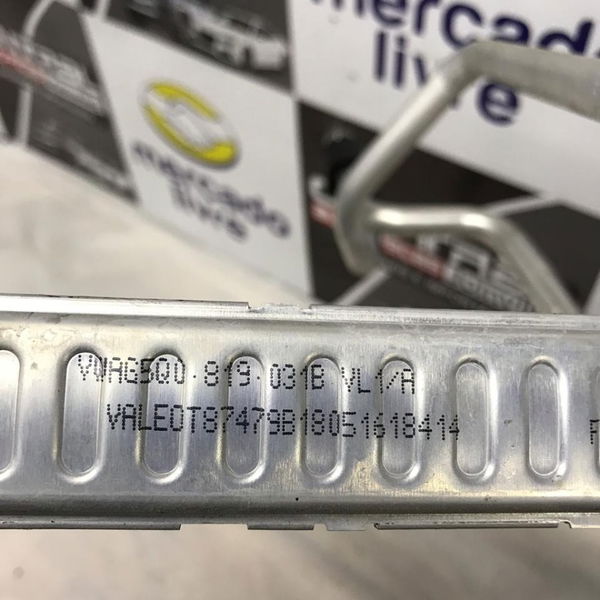 mercado
livre
mercado
livre
VWAG5Q0·819·031B VL1/A
VALEOT87479B18051618414